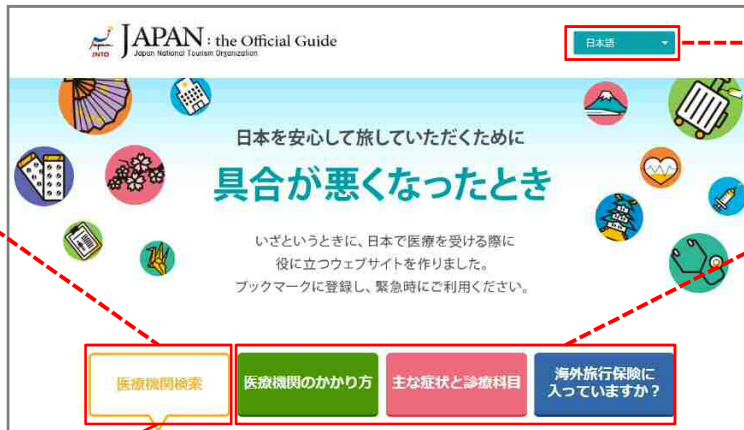 JNTO
JAPAN : the Official Guide
Japan National Tourism Organization
日本語
日本を安心して旅していただくために
具合が悪くなったとき
いざというときに、日本で医療を受ける際に
役に立つウェブサイトを作りました。
ブックマークに登録し、緊急時にご利用ください。
医療機関検索
医療機関のかかり方
主な症状と診療科目
海外旅行保険に
入っていますか？